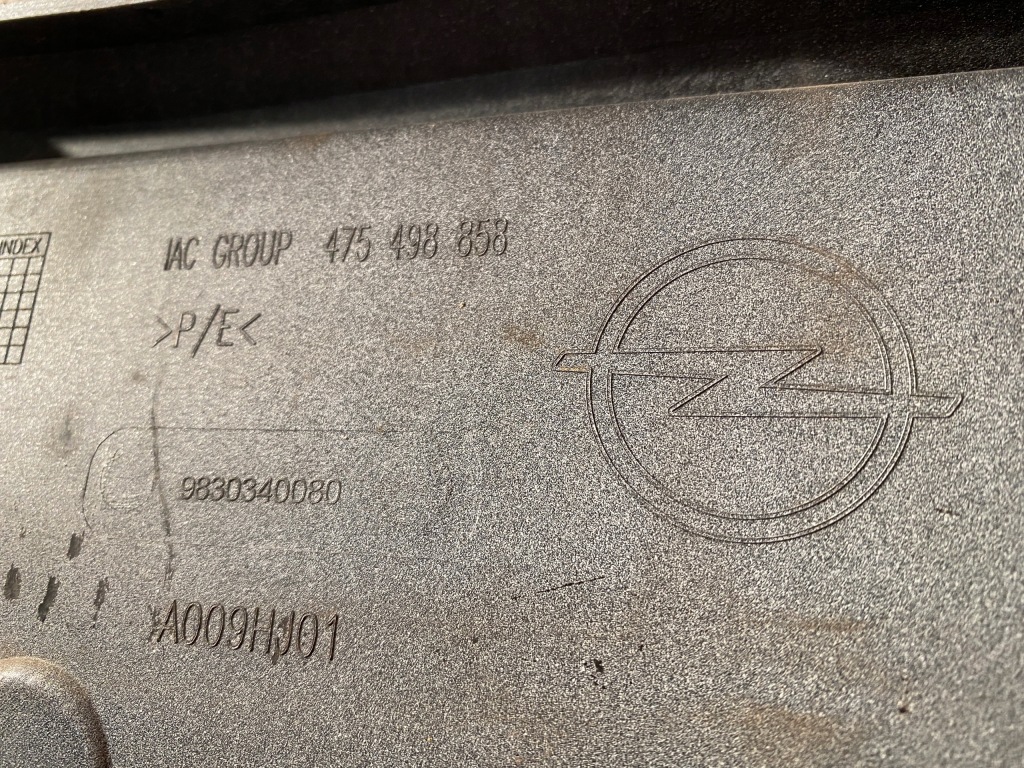 INDEX
IAC GROUP 475 498 858
>P/E<
9830340080
A009HJ01